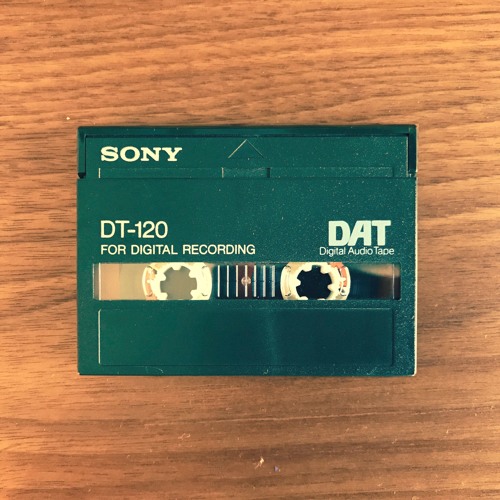 SONY
DT-120
FOR DIGITAL RECORDING
DAT
Digital Audio Tape